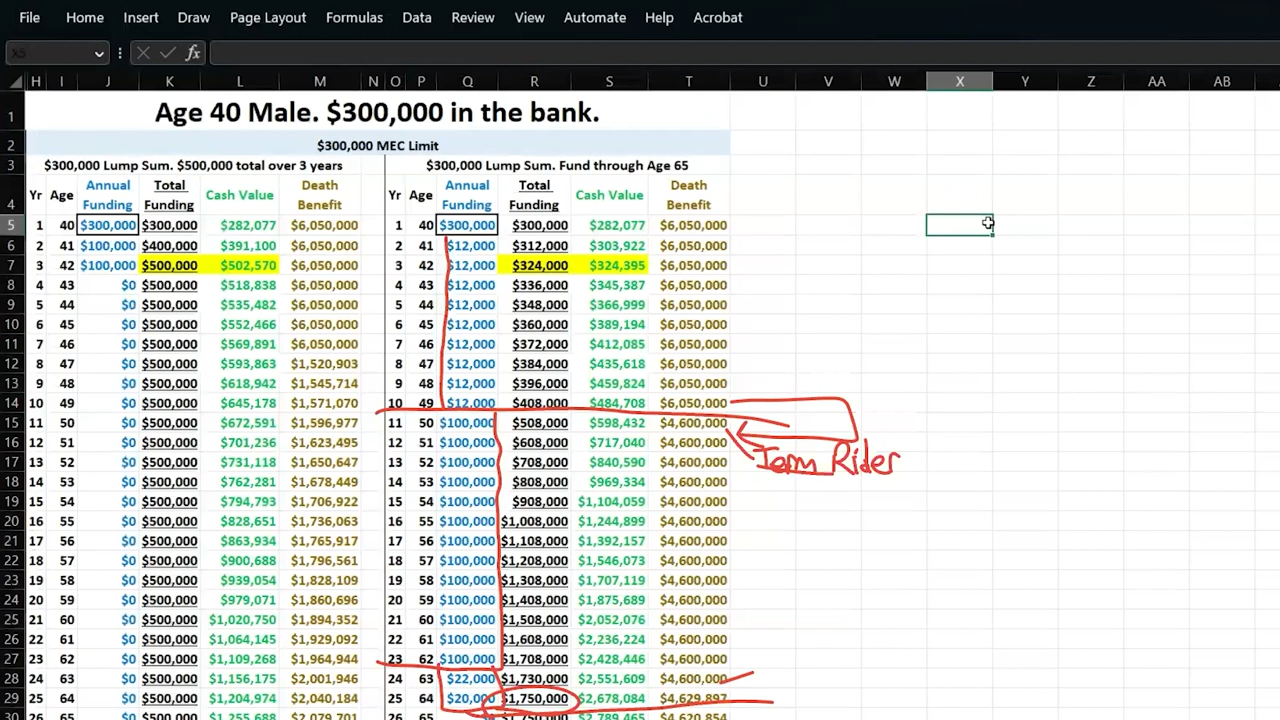 File Home Insert Draw Page Layout Formulas Data Review View Automate Help Acrobat
X5 fx
H I J K L M N O P Q R S T U V W X Y Z AA AB
1 Age 40 Male. $300,000 in the bank.
2 $300,000 MEC Limit
3 $300,000 Lump Sum. $500,000 total over 3 years $300,000 Lump Sum. Fund through Age 65
Annual Total Death Annual Total Death
4 Yr Age Cash Value Yr Age Cash Value
Funding Funding Benefit Funding Funding Benefit
5 1 40 $300,000 $300,000 $282,077 $6,050,000 1 40 $300,000 $300,000 $282,077 $6,050,000
6 2 41 $100,000 $400,000 $391,100 $6,050,000 2 41 $12,000 $312,000 $303,922 $6,050,000
7 3 42 $100,000 $500,000 $502,570 $6,050,000 3 42 $12,000 $324,000 $324,395 $6,050,000
8 4 43 $0 $500,000 $518,838 $6,050,000 4 43 $12,000 $336,000 $345,387 $6,050,000
9 5 44 $0 $500,000 $535,482 $6,050,000 5 44 $12,000 $348,000 $366,999 $6,050,000
10 6 45 $0 $500,000 $552,466 $6,050,000 6 45 $12,000 $360,000 $389,194 $6,050,000
11 7 46 $0 $500,000 $569,891 $6,050,000 7 46 $12,000 $372,000 $412,085 $6,050,000
12 8 47 $0 $500,000 $593,863 $1,520,903 8 47 $12,000 $384,000 $435,618 $6,050,000
13 9 48 $0 $500,000 $618,942 $1,545,714 9 48 $12,000 $396,000 $459,824 $6,050,000
14 10 49 $0 $500,000 $645,178 $1,571,070 10 49 $12,000 $408,000 $484,708 $6,050,000
15 11 50 $0 $500,000 $672,591 $1,596,977 11 50 $100,000 $508,000 $598,432 $4,600,000
16 12 51 $0 $500,000 $701,236 $1,623,495 12 51 $100,000 $608,000 $717,040 $4,600,000
17 13 52 $0 $500,000 $731,118 $1,650,647 13 52 $100,000 $708,000 $840,590 $4,600,000 Term Rider
18 14 53 $0 $500,000 $762,281 $1,678,449 14 53 $100,000 $808,000 $969,334 $4,600,000
19 15 54 $0 $500,000 $794,793 $1,706,922 15 54 $100,000 $908,000 $1,104,059 $4,600,000
20 16 55 $0 $500,000 $828,651 $1,736,063 16 55 $100,000 $1,008,000 $1,244,899 $4,600,000
21 17 56 $0 $500,000 $863,934 $1,765,917 17 56 $100,000 $1,108,000 $1,392,157 $4,600,000
22 18 57 $0 $500,000 $900,688 $1,796,561 18 57 $100,000 $1,208,000 $1,546,073 $4,600,000
23 19 58 $0 $500,000 $939,054 $1,828,109 19 58 $100,000 $1,308,000 $1,707,119 $4,600,000
24 20 59 $0 $500,000 $979,071 $1,860,696 20 59 $100,000 $1,408,000 $1,875,689 $4,600,000
25 21 60 $0 $500,000 $1,020,750 $1,894,352 21 60 $100,000 $1,508,000 $2,052,076 $4,600,000
26 22 61 $0 $500,000 $1,064,145 $1,929,092 22 61 $100,000 $1,608,000 $2,236,224 $4,600,000
27 23 62 $0 $500,000 $1,109,268 $1,964,944 23 62 $100,000 $1,708,000 $2,428,446 $4,600,000
28 24 63 $0 $500,000 $1,156,175 $2,001,946 24 63 $22,000 $1,730,000 $2,551,609 $4,600,000
29 25 64 $0 $500,000 $1,204,974 $2,040,184 25 64 $20,000 $1,750,000 $2,678,084 $4,629,897
30 26 65 $0 $500,000 $1,255,688 $2,079,701 26 65 $1,750,000 $2,789,465 $4,620,854